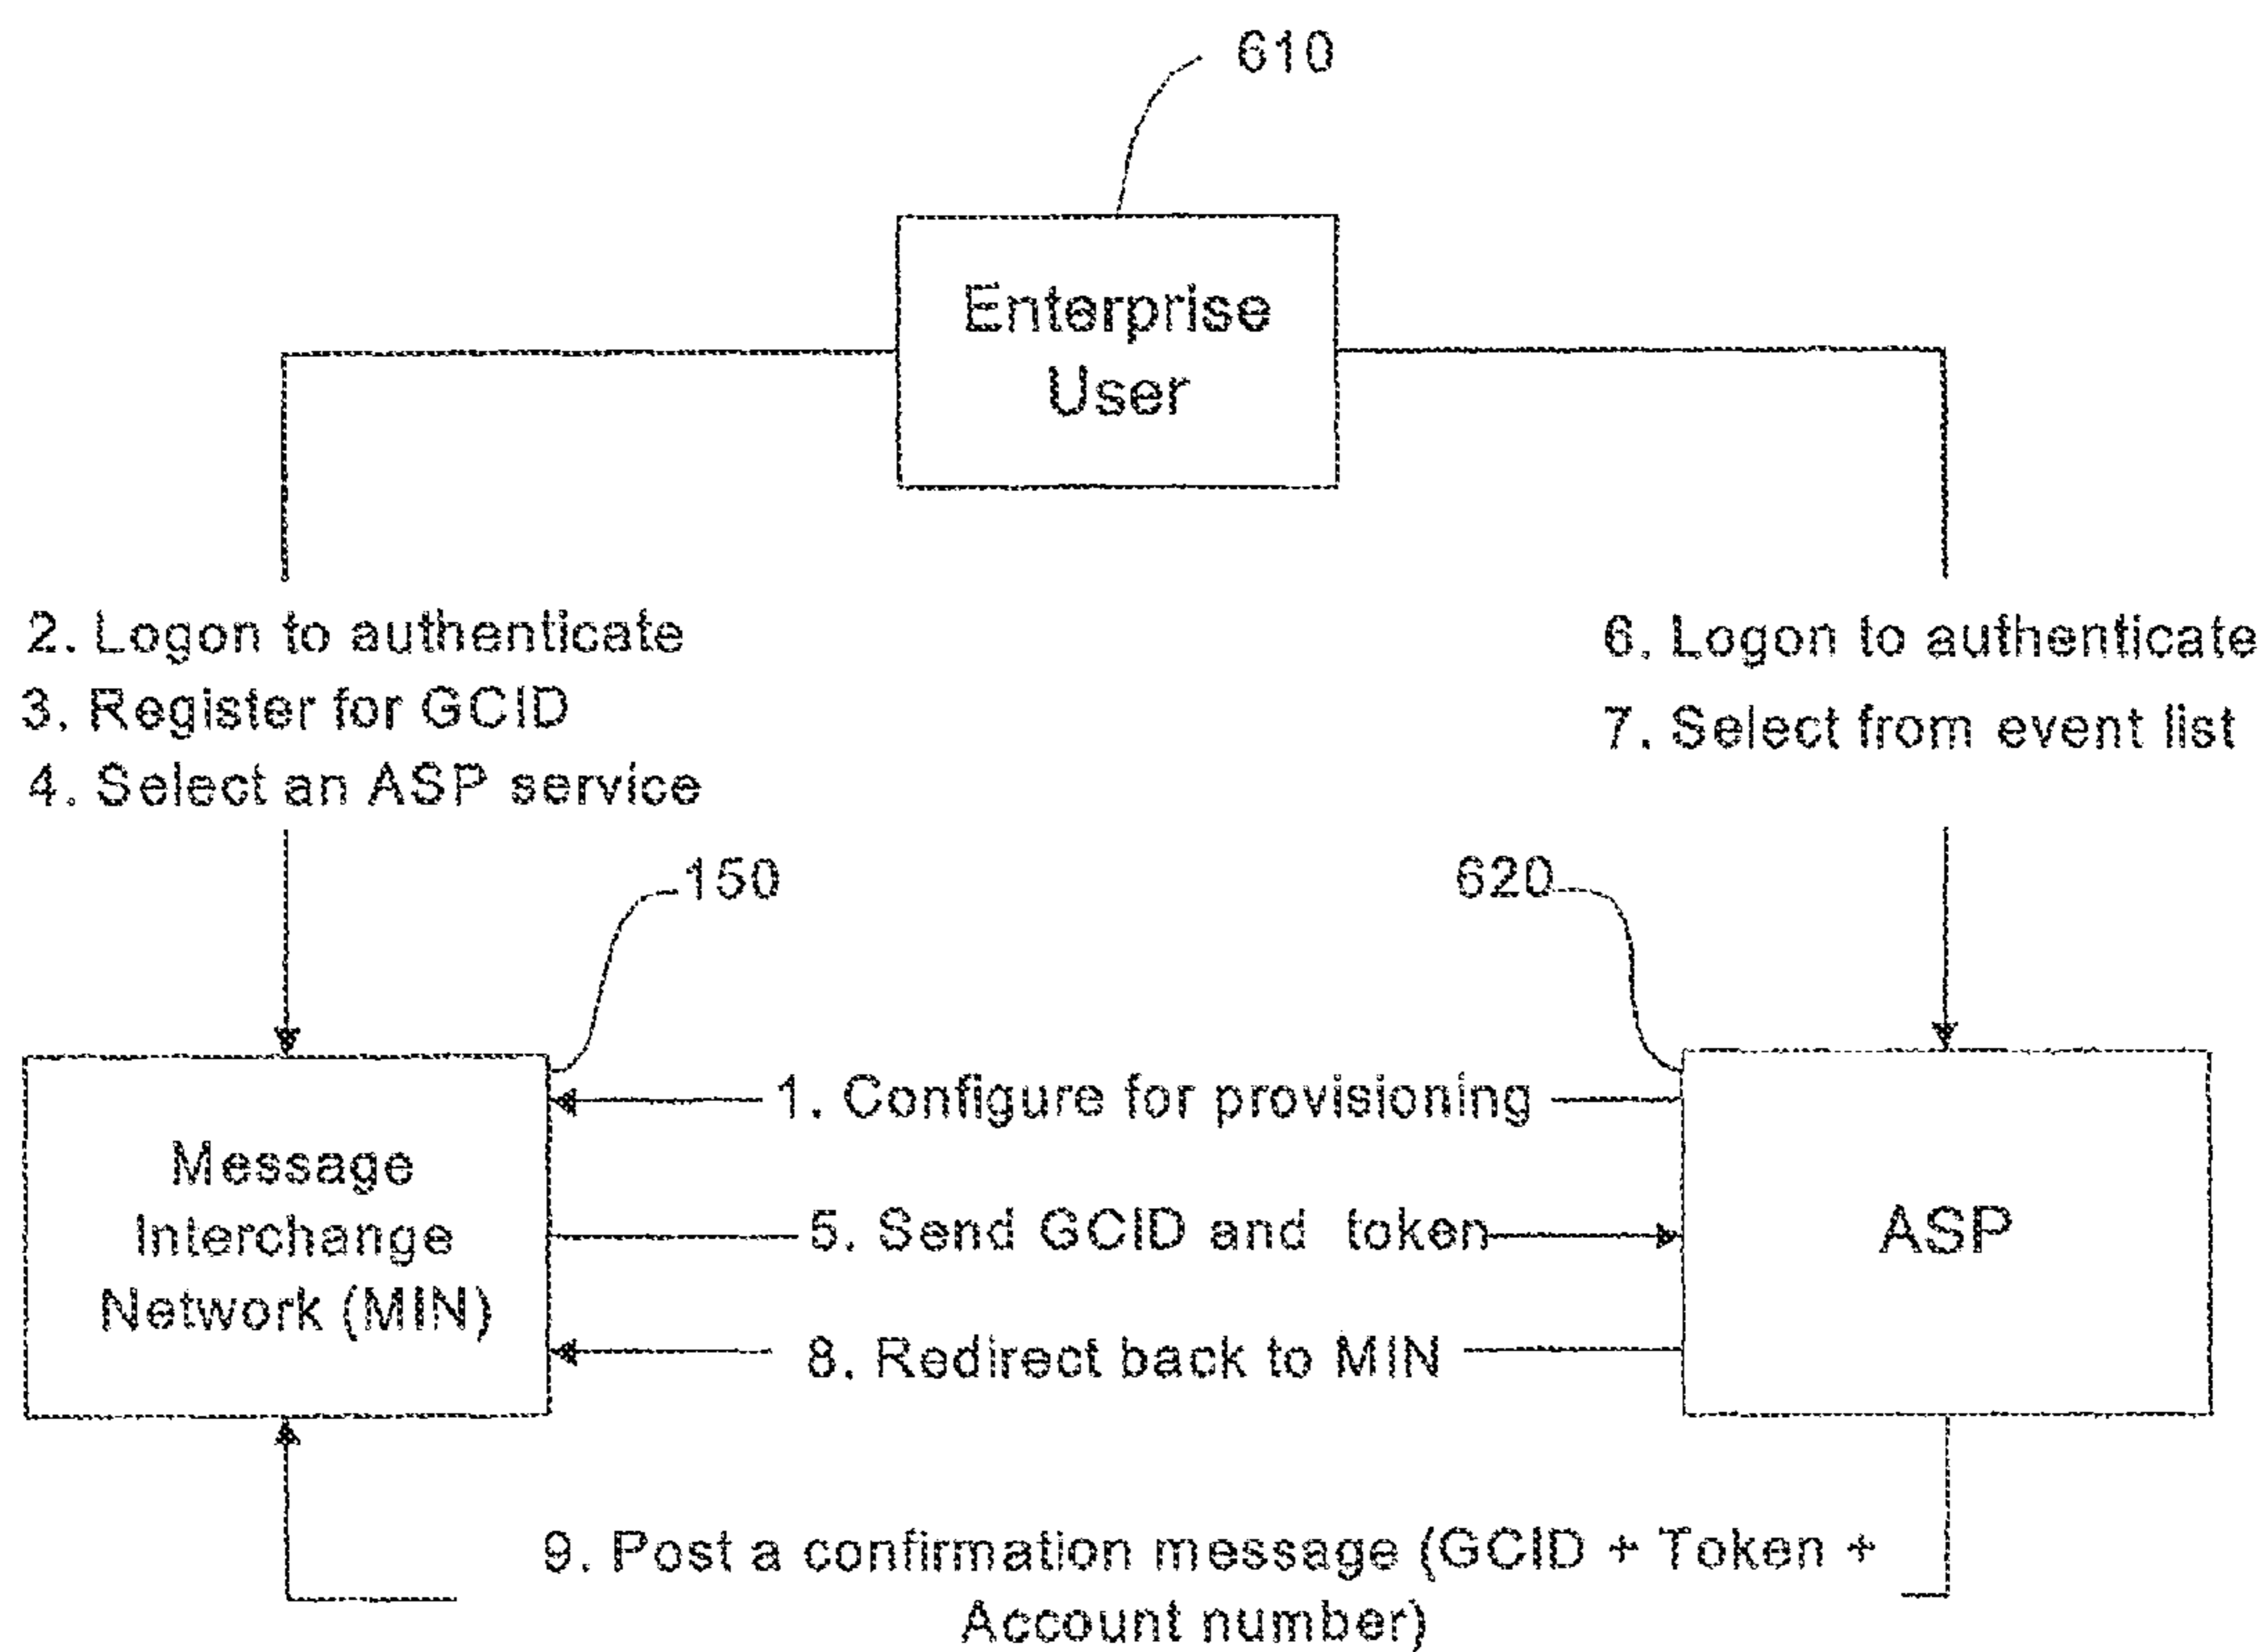 610
Enterprise
User
2. Logon to authenticate
3. Register for GCID
4. Select an ASP service
6. Logon to authenticate
7. Select from event list
150
620
1. Configure for provisioning
Message
Interchange
Network (MIN)
5. Send GCID and token
ASP
8. Redirect back to MIN
9. Post a confirmation message (GCID + Token +
Account number)